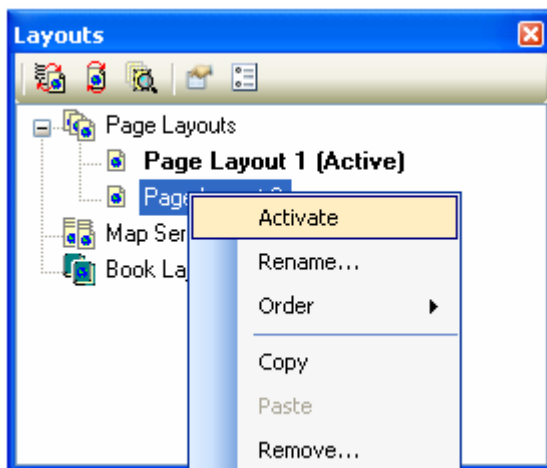 Layouts
Page Layouts
Page Layout 1 (Active)
Page
Activate
Map Ser
Rename...
Book La
Order
Copy
Paste
Remove...